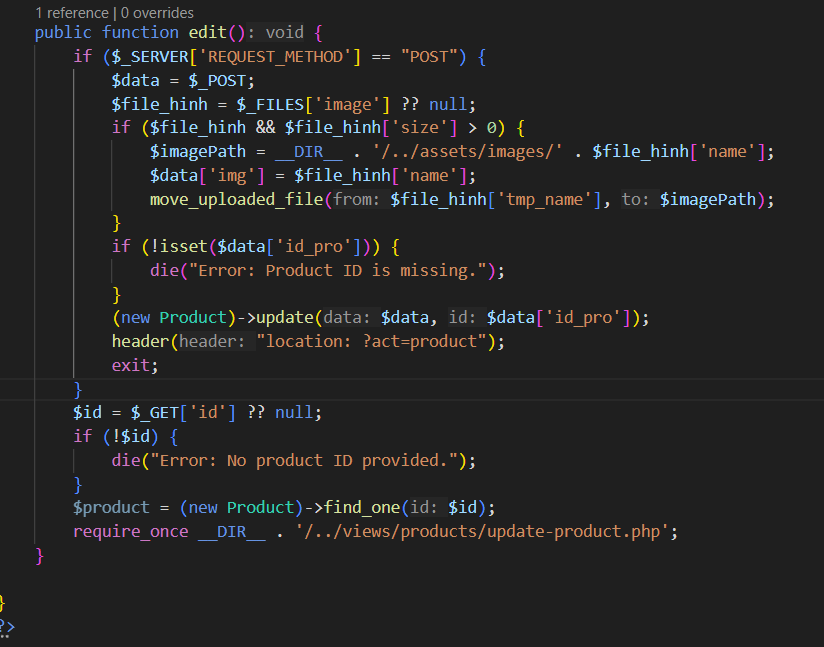 1 reference | 0 overrides
public function edit(): void {
if ($_SERVER['REQUEST_METHOD'] == "POST") {
$data = $_POST;
$file_hinh = $_FILES['image'] ?? null;
if ($file_hinh && $file_hinh['size'] > 0) {
$imagePath = __DIR__ . '/../assets/images/' . $file_hinh['name'];
$data['img'] = $file_hinh['name'];
move_uploaded_file(from: $file_hinh['tmp_name'], to: $imagePath);
}
if (!isset($data['id_pro'])) {
die("Error: Product ID is missing.");
}
(new Product)->update(data: $data, id: $data['id_pro']);
header(header: "location: ?act=product");
exit;
}
$id = $_GET['id'] ?? null;
if (!$id) {
die("Error: No product ID provided.");
}
$product = (new Product)->find_one(id: $id);
require_once __DIR__ . '/../views/products/update-product.php';
}
}
?>